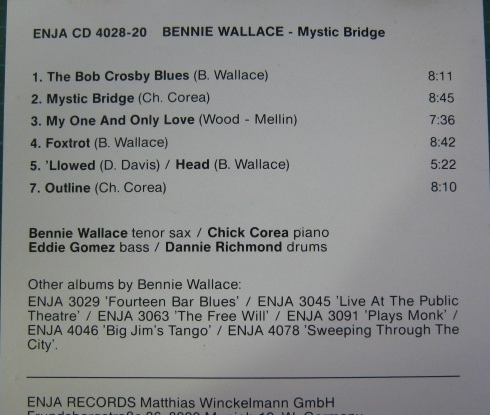 ENJA CD 4028-20 BENNIE WALLACE - Mystic Bridge
1. The Bob Crosby Blues (B. Wallace) 8:11
2. Mystic Bridge (Ch. Corea) 8:45
3. My One And Only Love (Wood - Mellin) 7:36
4. Foxtrot (B. Wallace) 8:42
5. 'Llowed (D. Davis) / Head (B. Wallace) 5:22
7. Outline (Ch. Corea) 8:10
Bennie Wallace tenor sax / Chick Corea piano
Eddie Gomez bass / Dannie Richmond drums
Other albums by Bennie Wallace:
ENJA 3029 'Fourteen Bar Blues' / ENJA 3045 'Live At The Public
Theatre' / ENJA 3063 'The Free Will' / ENJA 3091 'Plays Monk' /
ENJA 4046 'Big Jim's Tango' / ENJA 4078 'Sweeping Through The
City'.
ENJA RECORDS Matthias Winckelmann GmbH